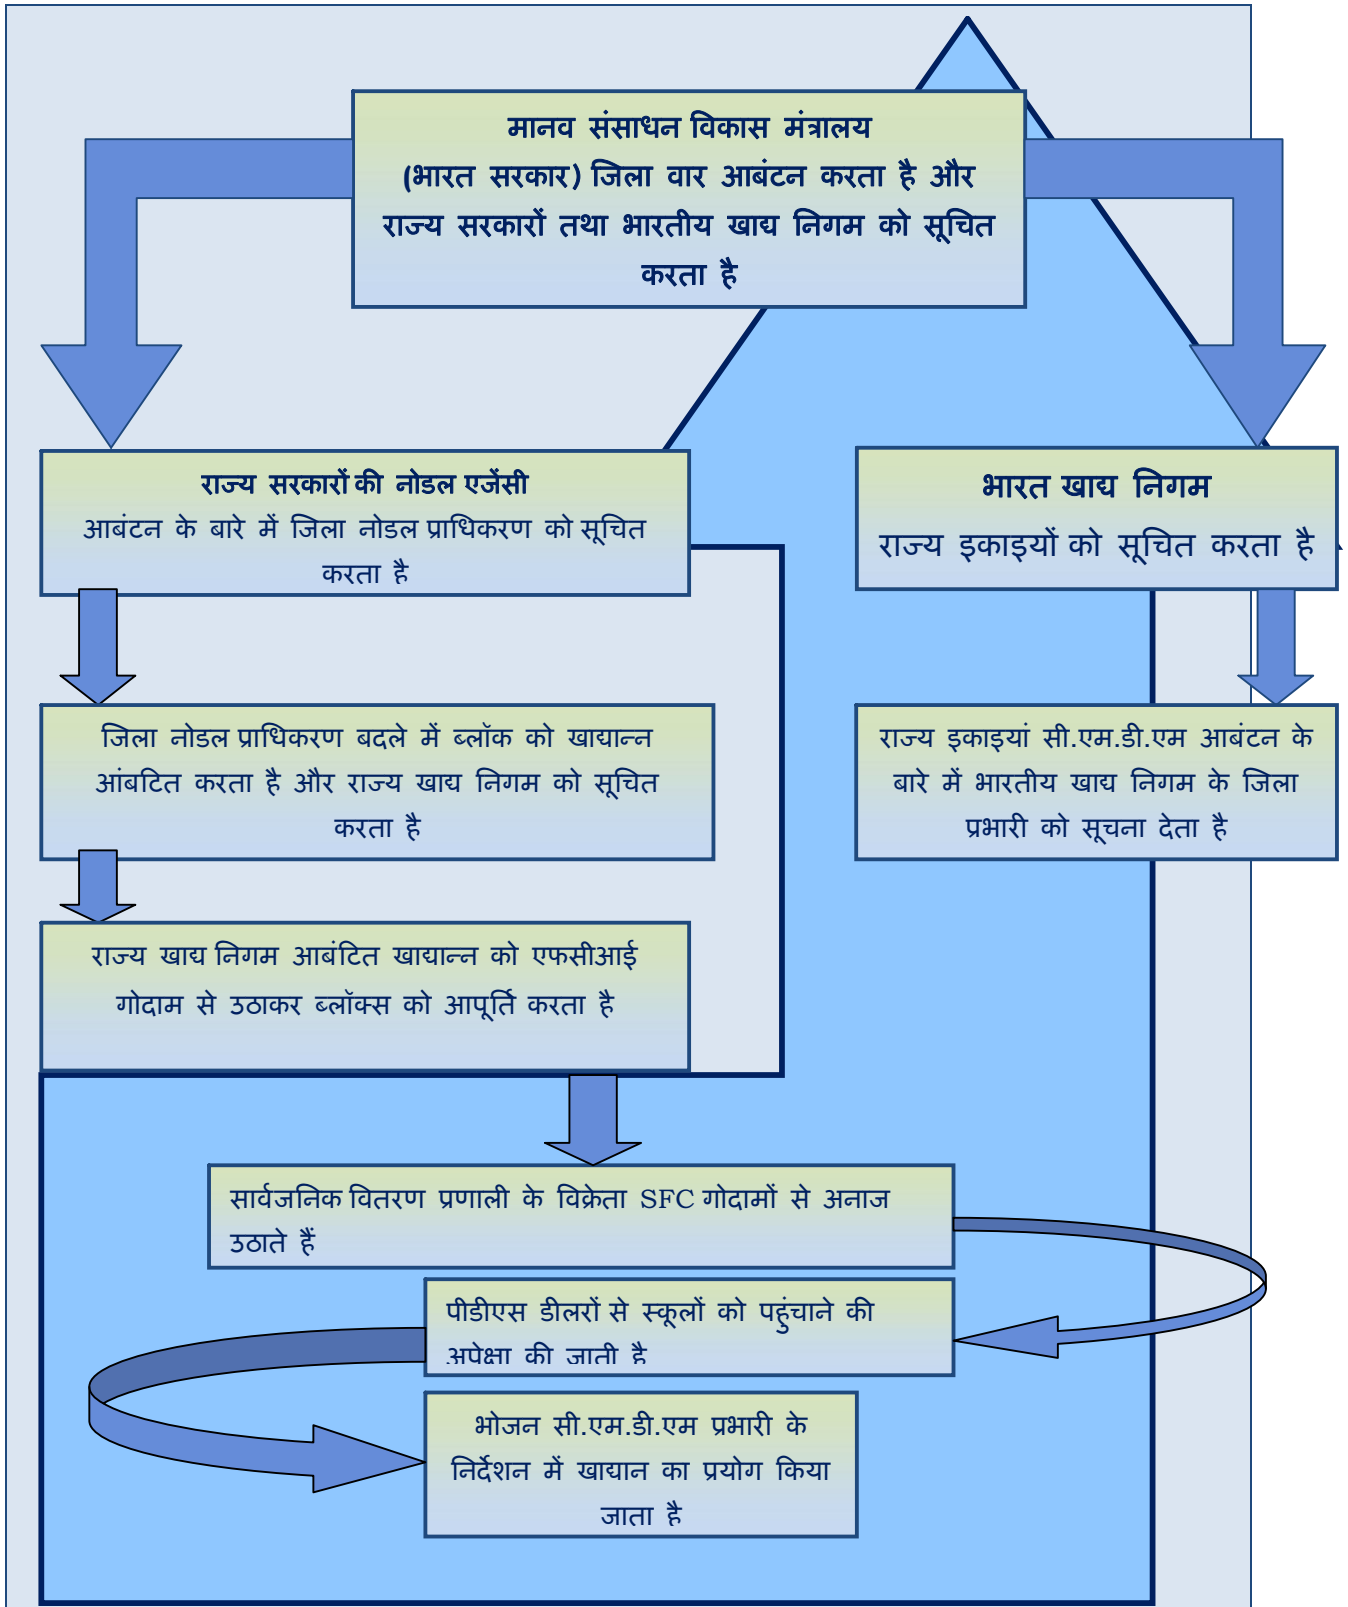 मानव संसाधन विकास मंत्रालय
(भारत सरकार) जिला वार आबंटन करता है और
राज्य सरकारों तथा भारतीय खाद्य निगम को सूचित
करता है
राज्य सरकारों की नोडल एजेंसी
आबंटन के बारे में जिला नोडल प्राधिकरण को सूचित
करता है
भारत खाद्य निगम
राज्य इकाइयों को सूचित करता है
जिला नोडल प्राधिकरण बदले में ब्लॉक को खाद्यान्न
आंबटित करता है और राज्य खाद्य निगम को सूचित
करता है
राज्य इकाइयां सी.एम.डी.एम आबंटन के
बारे में भारतीय खाद्य निगम के जिला
प्रभारी को सूचना देता है
राज्य खाद्य निगम आबंटित खाद्यान्न को एफसीआई
गोदाम से उठाकर ब्लॉक्स को आपूर्ति करता है
सार्वजनिक वितरण प्रणाली के विक्रेता SFC गोदामों से अनाज
उठाते हैं
पीडीएस डीलरों से स्कूलों को पहुंचाने की
अपेक्षा की जाती है
भोजन सी.एम.डी.एम प्रभारी के
निर्देशन में खाद्यान का प्रयोग किया
जाता है